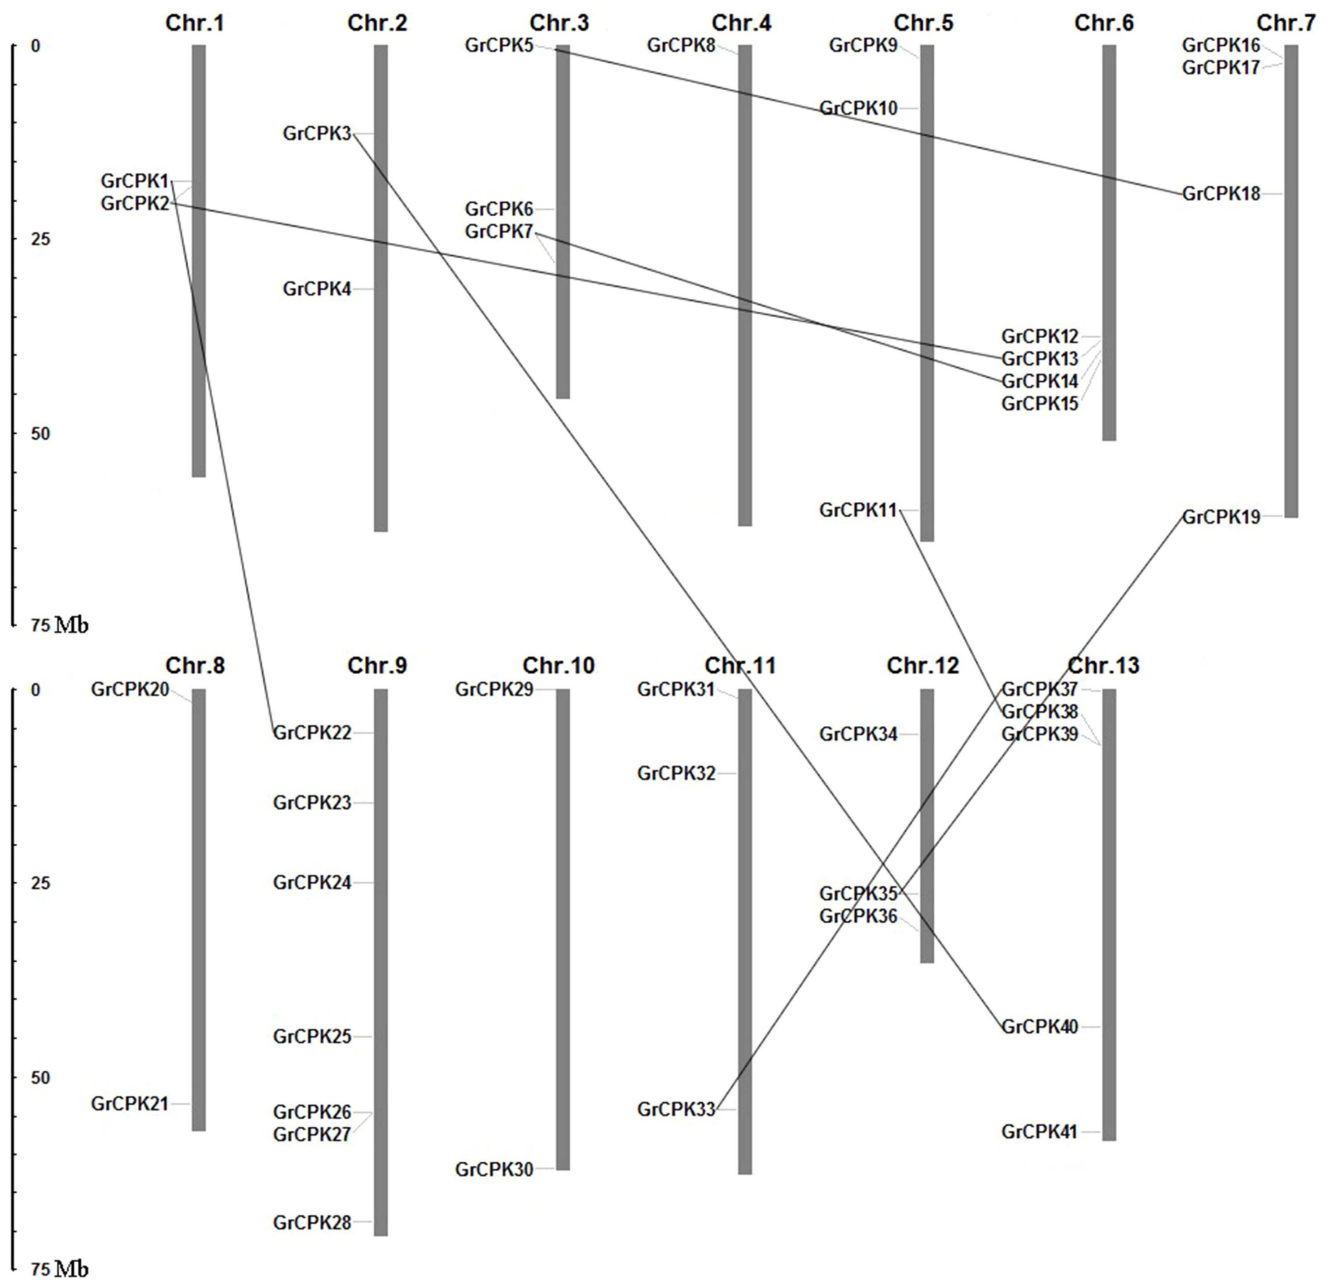 Chr.1 Chr.2 Chr.3 Chr.4 Chr.5 Chr.6 Chr.7
0 GrCPK5 GrCPK8 GrCPK9 GrCPK16
GrCPK17
GrCPK10
GrCPK3
GrCPK1
GrCPK18
GrCPK2
GrCPK6
GrCPK7
25
GrCPK4
GrCPK12
GrCPK13
GrCPK14
GrCPK15
50
GrCPK11
GrCPK19
75 Mb
Chr.8 Chr.9 Chr.10 Chr.11 Chr.12 Chr.13
0 GrCPK20 GrCPK29 GrCPK31 GrCPK37
GrCPK38
GrCPK22 GrCPK34 GrCPK39
GrCPK32
GrCPK23
25 GrCPK24
GrCPK35
GrCPK36
GrCPK40
GrCPK25
50
GrCPK21
GrCPK33
GrCPK26
GrCPK41
GrCPK27
GrCPK30
GrCPK28
75 Mb